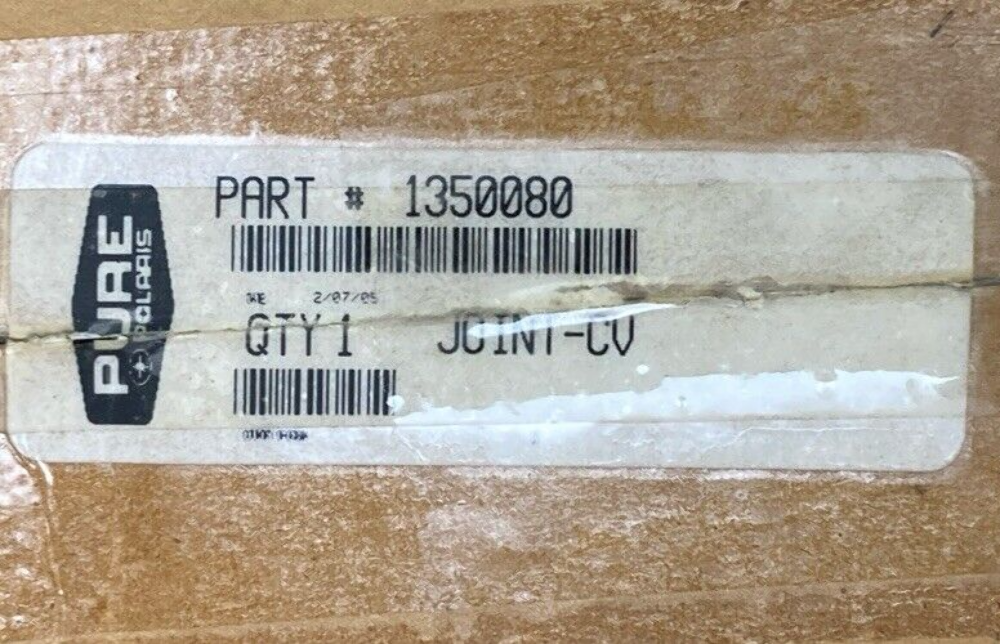 PURE
POLARIS
PART # 1350080
2/07/05
QTY 1 JOINT-CV